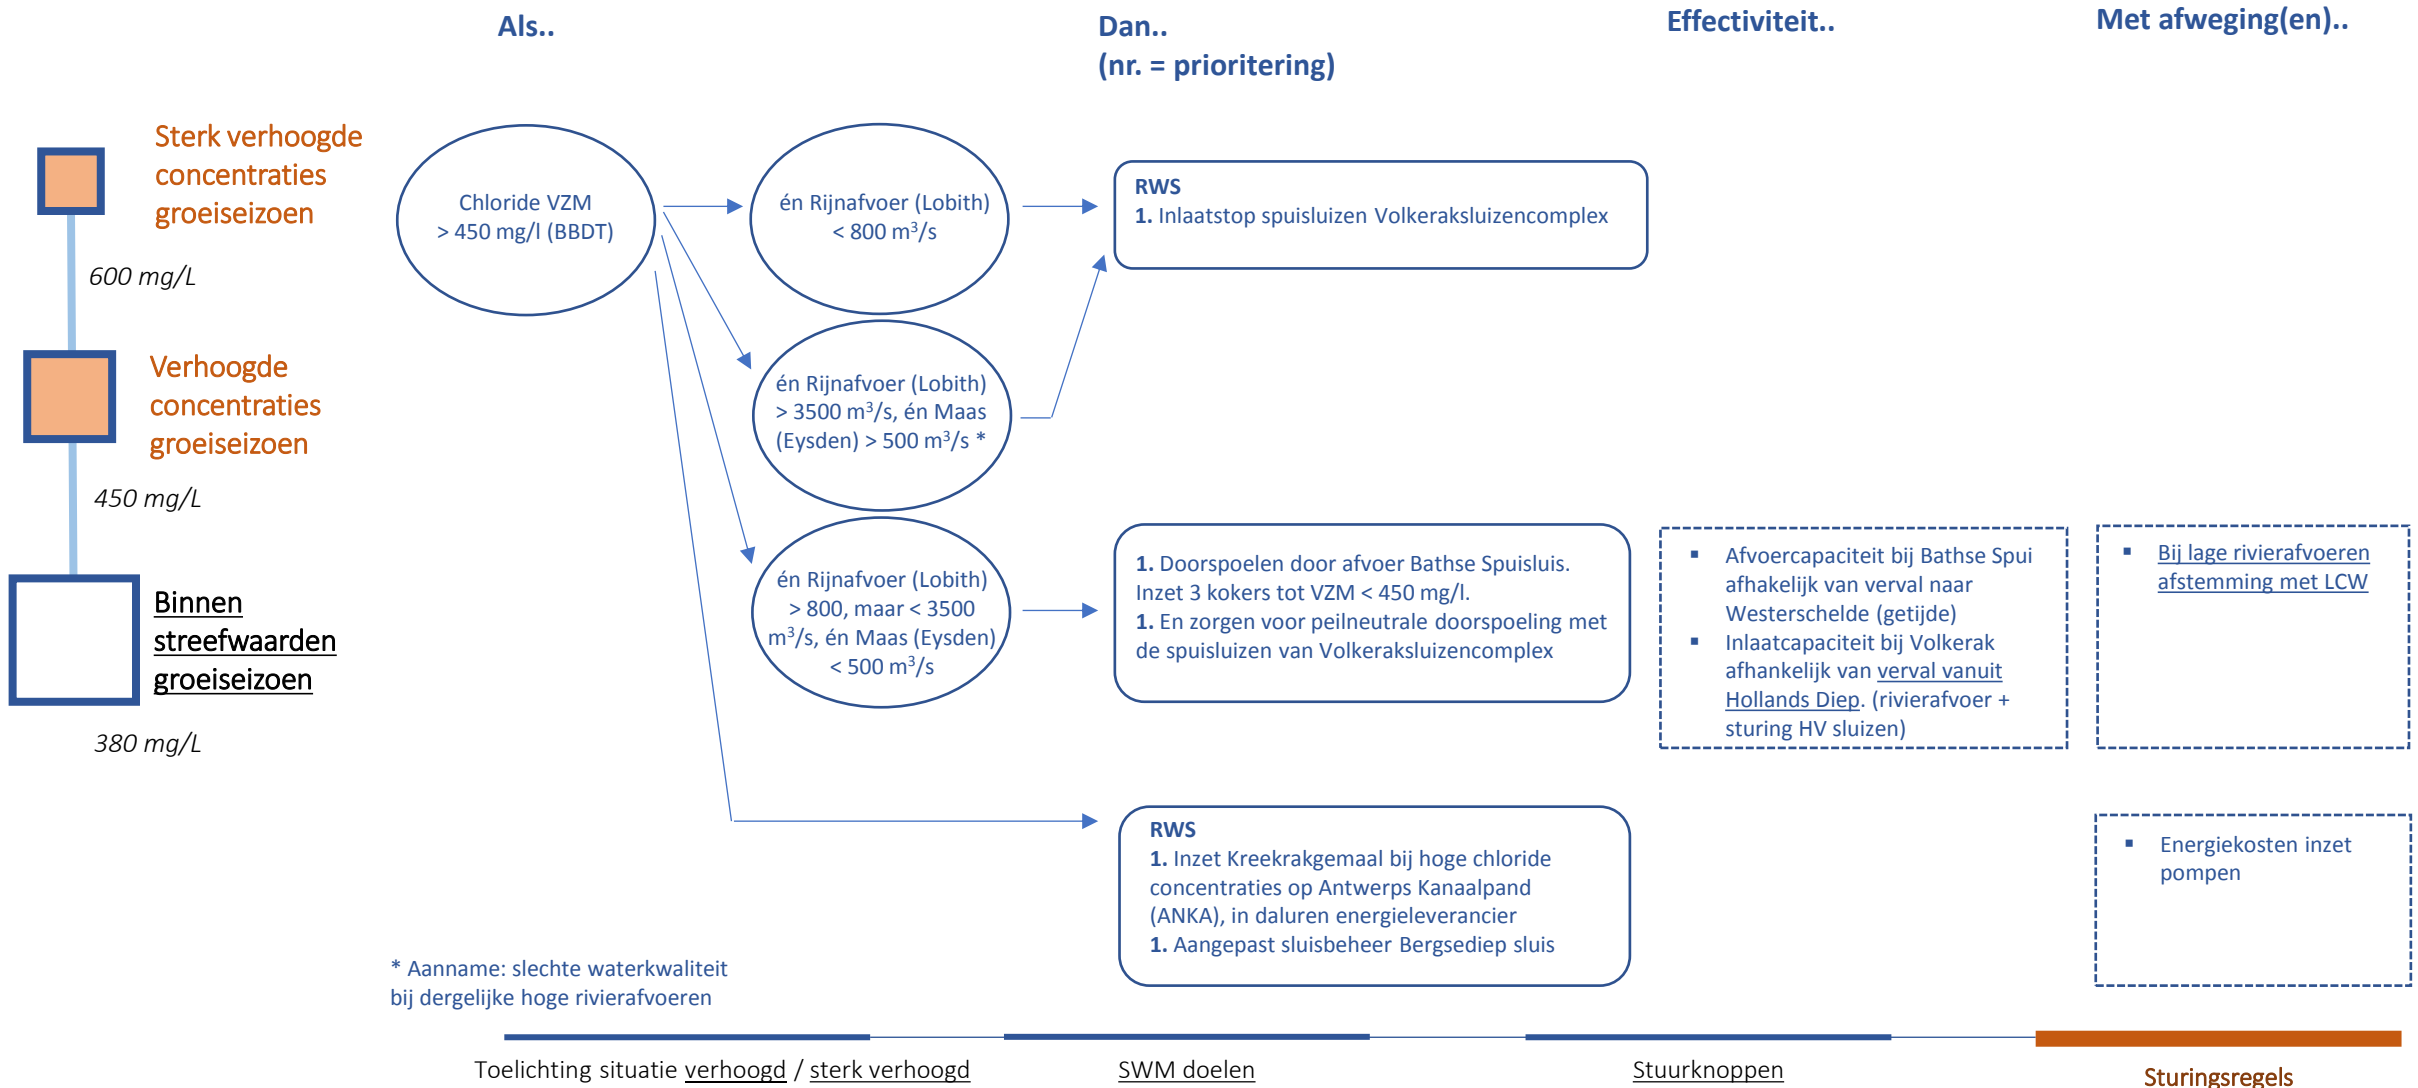 Als..
Dan..
(nr. = prioritering)
Effectiviteit..
Met afweging(en)..
Sterk verhoogde
concentraties
groeiseizoen
600 mg/L
Verhoogde
concentraties
groeiseizoen
450 mg/L
Binnen
streefwaarden
groeiseizoen
380 mg/L
Chloride VZM
> 450 mg/l (BBDT)
én Rijnafvoer (Lobith)
< 800 m³/s
én Rijnafvoer (Lobith)
> 3500 m³/s, én Maas
(Eysden) > 500 m³/s *
én Rijnafvoer (Lobith)
> 800, maar < 3500
m³/s, én Maas (Eysden)
< 500 m³/s
RWS
1. Inlaatstop spuisluizen Volkeraksluizencomplex
1. Doorspoelen door afvoer Bathse Spuisluis.
Inzet 3 kokers tot VZM < 450 mg/l.
1. En zorgen voor peilneutrale doorspoeling met
de spuisluizen van Volkeraksluizencomplex
▪ Afvoercapaciteit bij Bathse Spui
afhakelijk van verval naar
Westerschelde (getijde)
▪ Inlaatcapaciteit bij Volkerak
afhankelijk van verval vanuit
Hollands Diep. (rivierafvoer +
sturing HV sluizen)
▪ Bij lage rivierafvoeren
afstemming met LCW
RWS
1. Inzet Kreekrakgemaal bij hoge chloride
concentraties op Antwerps Kanaalpand
(ANKA), in daluren energieleverancier
1. Aangepast sluisbeheer Bergsediep sluis
▪ Energiekosten inzet
pompen
* Aanname: slechte waterkwaliteit
bij dergelijke hoge rivierafvoeren
Toelichting situatie verhoogd / sterk verhoogd
SWM doelen
Stuurknoppen
Sturingsregels